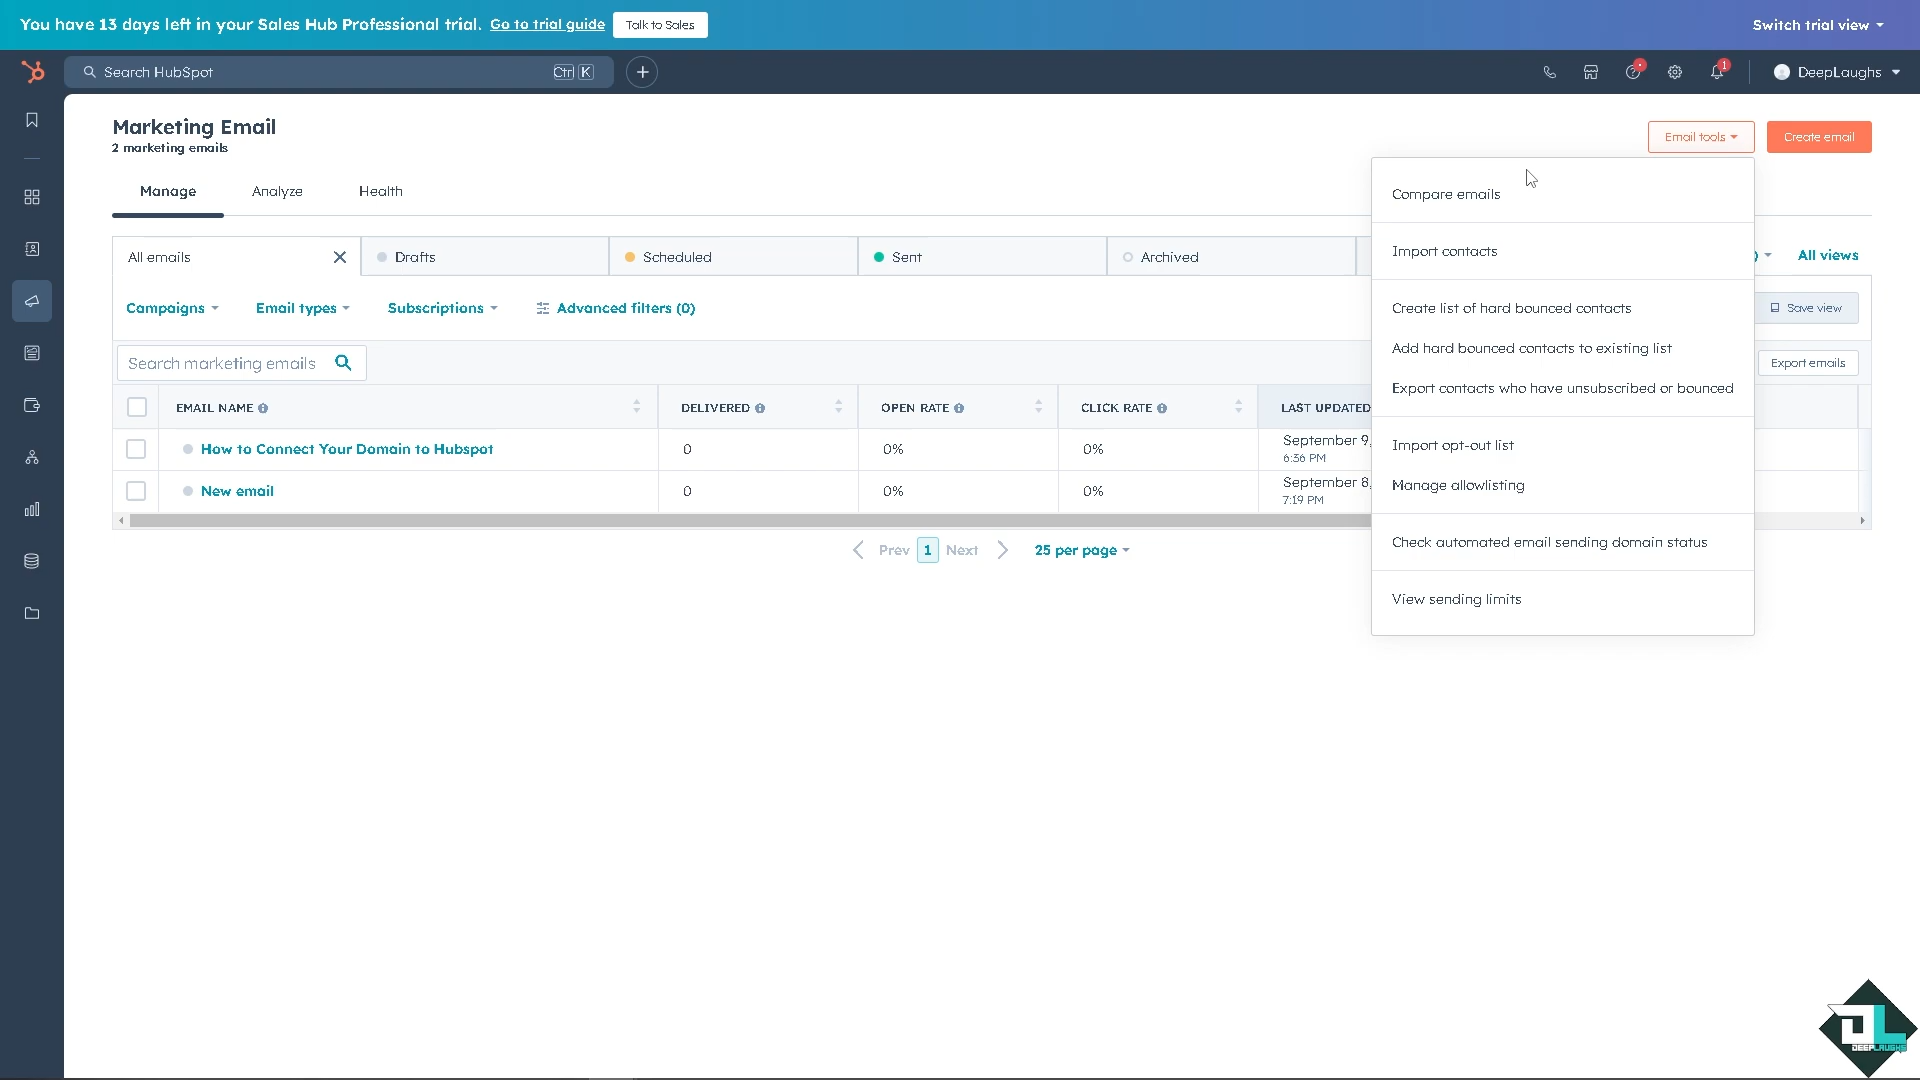 You have 13 days left in your Sales Hub Professional trial. Go to trial guide Talk to Sales Switch trial view
Search HubSpot Ctrl K 1 DeepLaughs
Marketing Email
2 marketing emails
Email tools Create email
Manage Analyze Health
Compare emails
Import contacts
Create list of hard bounced contacts
Add hard bounced contacts to existing list
Export contacts who have unsubscribed or bounced
Import opt-out list
Manage allowlisting
Check automated email sending domain status
View sending limits
All emails Drafts Scheduled Sent Archived All views
Campaigns Email types Subscriptions Advanced filters (0) Save view
Search marketing emails Export emails
EMAIL NAME DELIVERED OPEN RATE CLICK RATE LAST UPDATED
How to Connect Your Domain to Hubspot 0 0% 0% September 9,
6:36 PM
New email 0 0% 0% September 8,
7:19 PM
Prev 1 Next 25 per page
DEEPLAUGHS